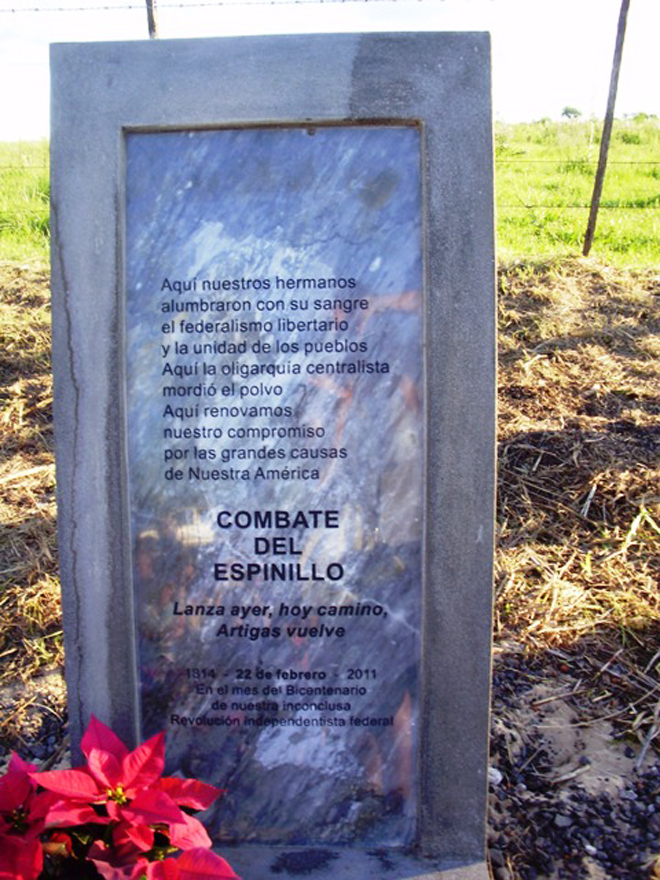 Aquí nuestros hermanos
alumbraron con su sangre
el federalismo libertario
y la unidad de los pueblos
Aquí la oligarquía centralista
mordió el polvo
Aquí renovamos
nuestro compromiso
por las grandes causas
de Nuestra América
COMBATE
DEL
ESPINILLO
Lanza ayer, hoy camino,
Artigas vuelve
1814 - 22 de febrero - 2011
En el mes del Bicentenario
de nuestra inconclusa
Revolución Independentista federal